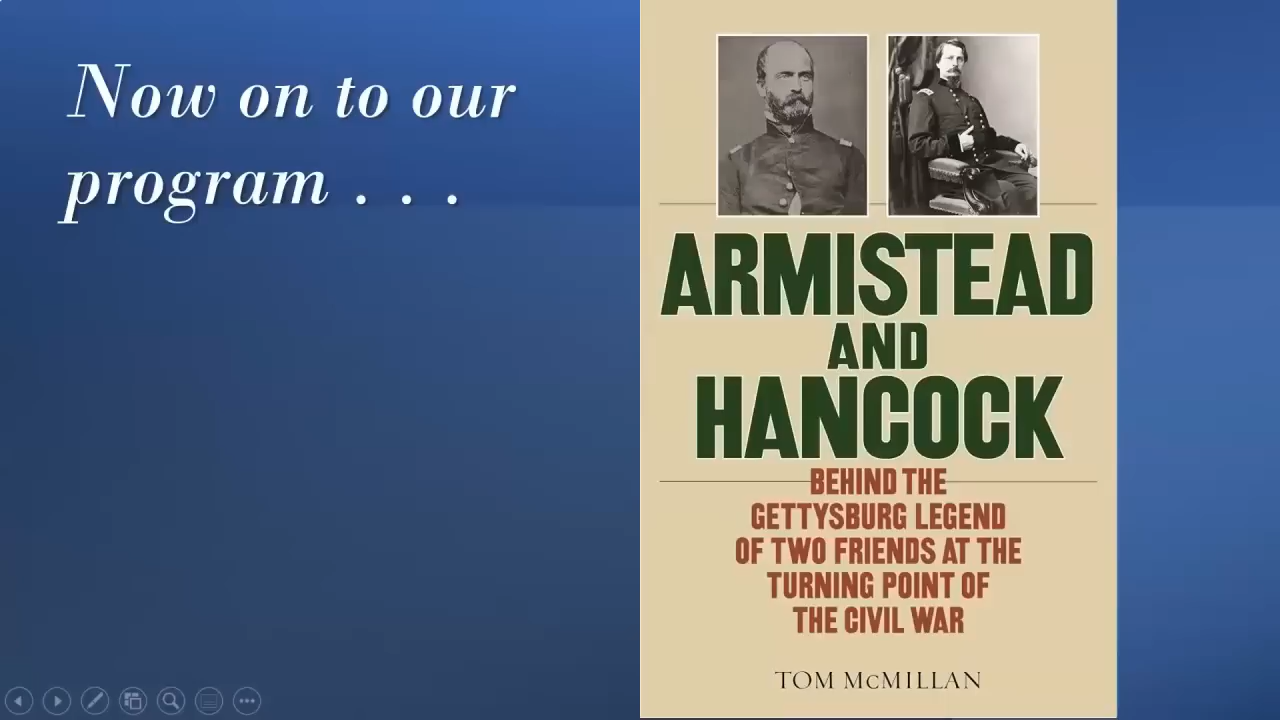 Now on to our
program . . .
ARMISTEAD
AND
HANCOCK
BEHIND THE
GETTYSBURG LEGEND
OF TWO FRIENDS AT THE
TURNING POINT OF
THE CIVIL WAR
TOM McMILLAN